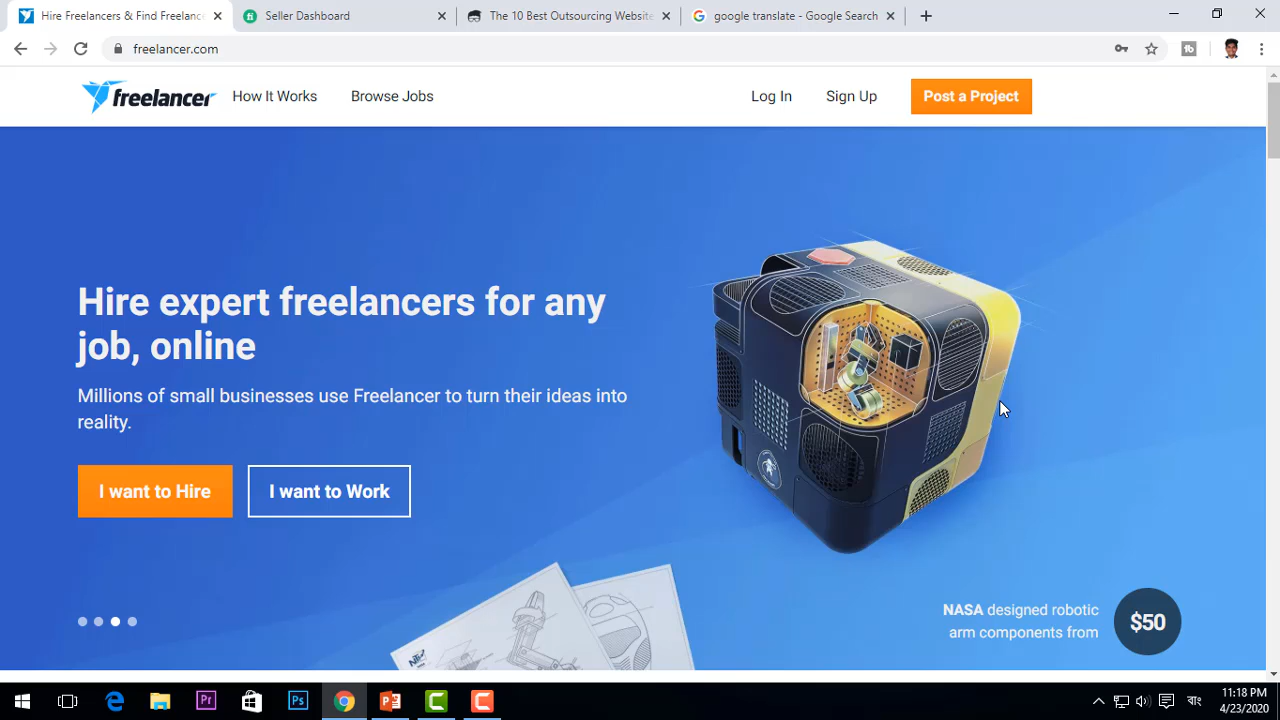 Hire Freelancers & Find Freelanc
Seller Dashboard
The 10 Best Outsourcing Website
google translate - Google Search
freelancer.com
freelancer
How It Works
Browse Jobs
Log In
Sign Up
Post a Project
Hire expert freelancers for any
job, online
Millions of small businesses use Freelancer to turn their ideas into
reality.
I want to Hire
I want to Work
NASA designed robotic
arm components from
$50
বাং
11:18 PM
4/23/2020